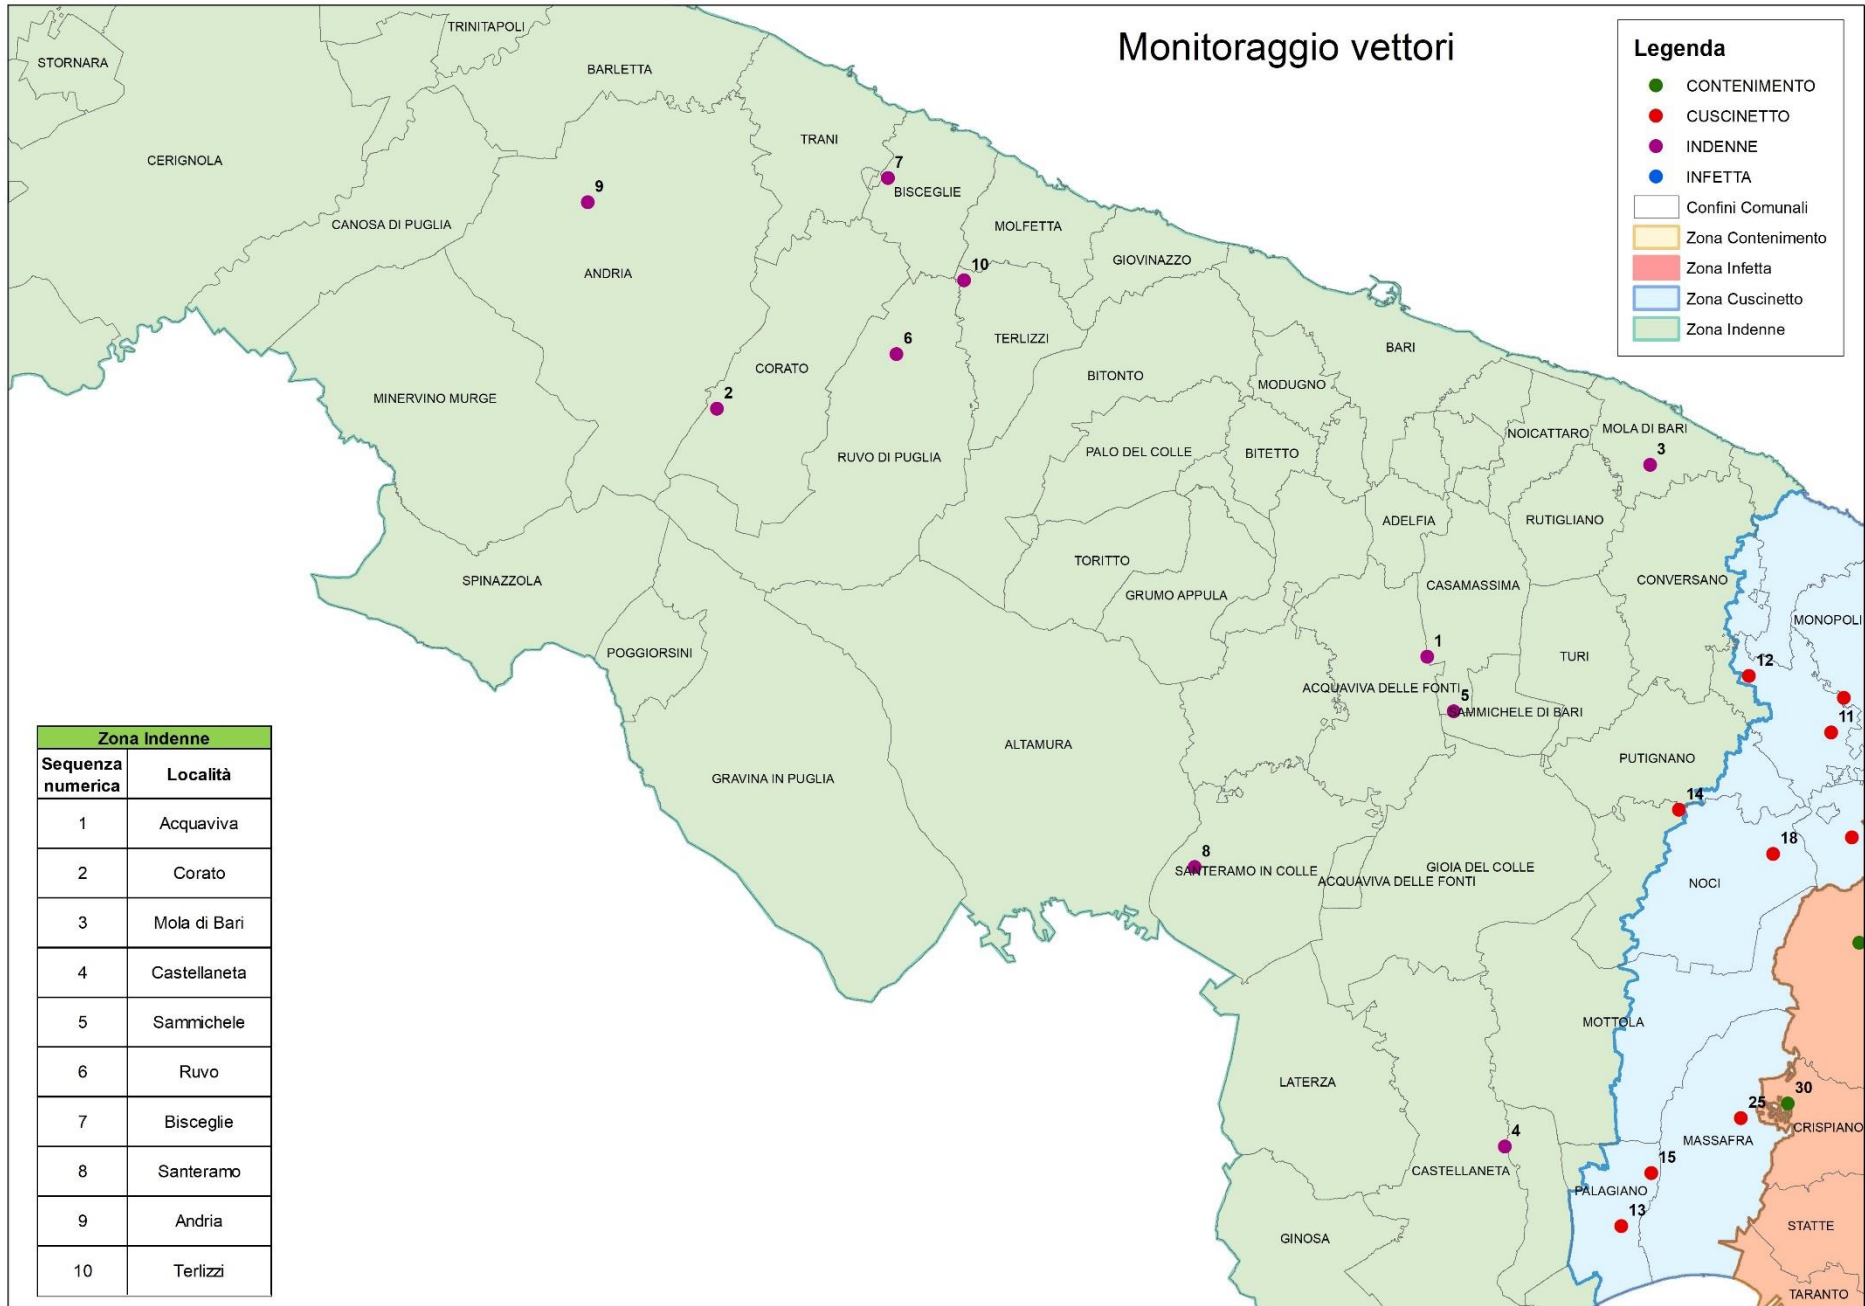 Monitoraggio vettori
Legenda
CONTENIMENTO
CUSCINETTO
INDENNE
INFETTA
Confini Comunali
Zona Contenimento
Zona Infetta
Zona Cuscinetto
Zona Indenne
TRINITAPOLI
STORNARA
BARLETTA
TRANI
CERIGNOLA
7
BISCEGLIE
9
CANOSA DI PUGLIA
MOLFETTA
GIOVINAZZO
ANDRIA
10
TERLIZZI
6
BARI
CORATO
BITONTO
MODUGNO
2
MINERVINO MURGE
MOLA DI BARI
NOICATTARO
3
RUVO DI PUGLIA
PALO DEL COLLE
BITETTO
ADELFIA
RUTIGLIANO
TORITTO
SPINAZZOLA
CONVERSANO
CASAMASSIMA
GRUMO APPULA
MONOPOLI
POGGIORSINI
1
TURI
12
ACQUAVIVA DELLE FONTI
5
SAMMICHELE DI BARI
11
ALTAMURA
PUTIGNANO
GRAVINA IN PUGLIA
14
18
8
SANTERAMO IN COLLE
GIOIA DEL COLLE
ACQUAVIVA DELLE FONTI
NOCI
MOTTOLA
LATERZA
30
25
CRISPIANO
4
MASSAFRA
15
CASTELLANETA
PALAGIANO
13
STATTE
GINOSA
TARANTO
Zona Indenne
Sequenza numerica Località
1 Acquaviva
2 Corato
3 Mola di Bari
4 Castellaneta
5 Sammichele
6 Ruvo
7 Bisceglie
8 Santeramo
9 Andria
10 Terlizzi